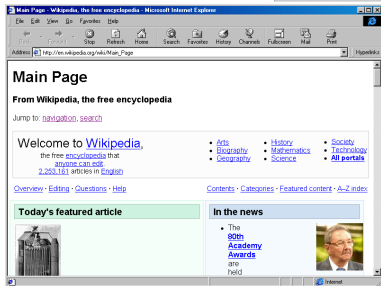 Main Page - Wikipedia, the free encyclopedia - Microsoft Internet Explorer
File Edit View Go Favorites Help
Back Forward Stop Refresh Home Search Favorites History Channels Fullscreen Mail Print
Address http://en.wikipedia.org/wiki/Main_Page Hyperlinks
Main Page
From Wikipedia, the free encyclopedia
Jump to: navigation, search
Welcome to Wikipedia,
the free encyclopedia that
anyone can edit.
2,253,161 articles in English
• Arts
• Biography
• Geography
• History
• Mathematics
• Science
• Society
• Technology
• All portals
Overview · Editing · Questions · Help
Contents · Categories · Featured content · A–Z index
Today's featured article
In the news
• The
80th
Academy
Awards
are
held
Internet